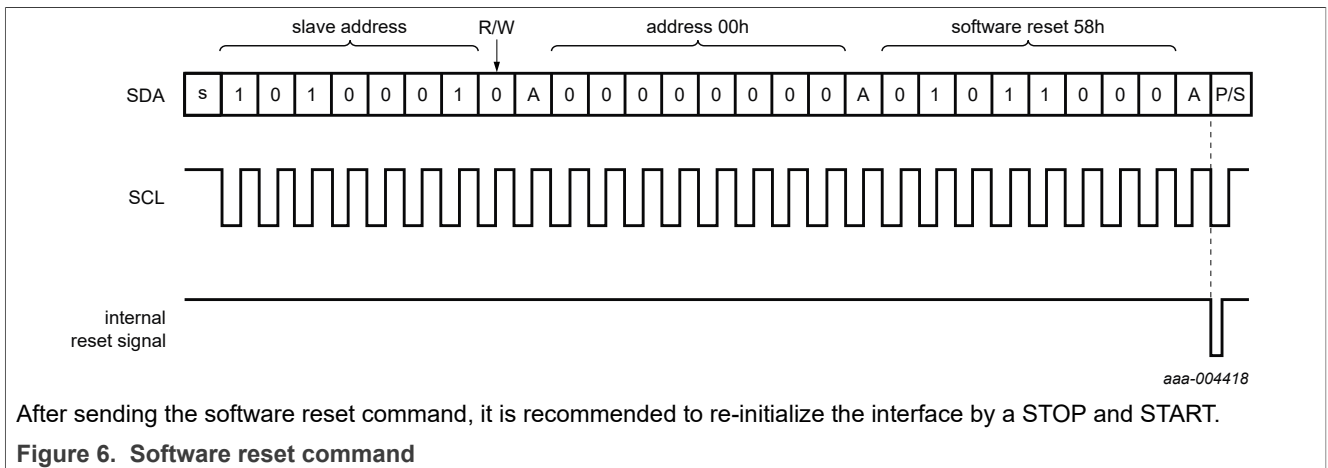 slave address R/W address 00h software reset 58h
SDA s 1 0 1 0 0 0 1 0 A 0 0 0 0 0 0 0 0 A 0 1 0 1 1 0 0 0 A P/S
SCL
internal
reset signal
aaa-004418
After sending the software reset command, it is recommended to re-initialize the interface by a STOP and START.
Figure 6. Software reset command